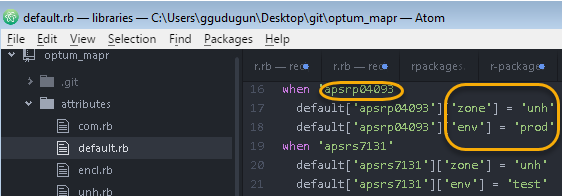 default.rb — libraries — C:\Users\ggudugun\Desktop\git\optum_mapr — Atom
File Edit View Selection Find Packages Help
optum_mapr
.git
attributes
com.rb
default.rb
encl.rb
unh.rb
r.rb — rec
r.rb — rec
rpackages.
r-package
16 when 'apsrp04093'
17 default['apsrp04093']['zone'] = 'unh'
18 default['apsrp04093']['env'] = 'prod'
19 when 'apsrs7131'
20 default['apsrs7131']['zone'] = 'unh'
21 default['apsrs7131']['env'] = 'test'